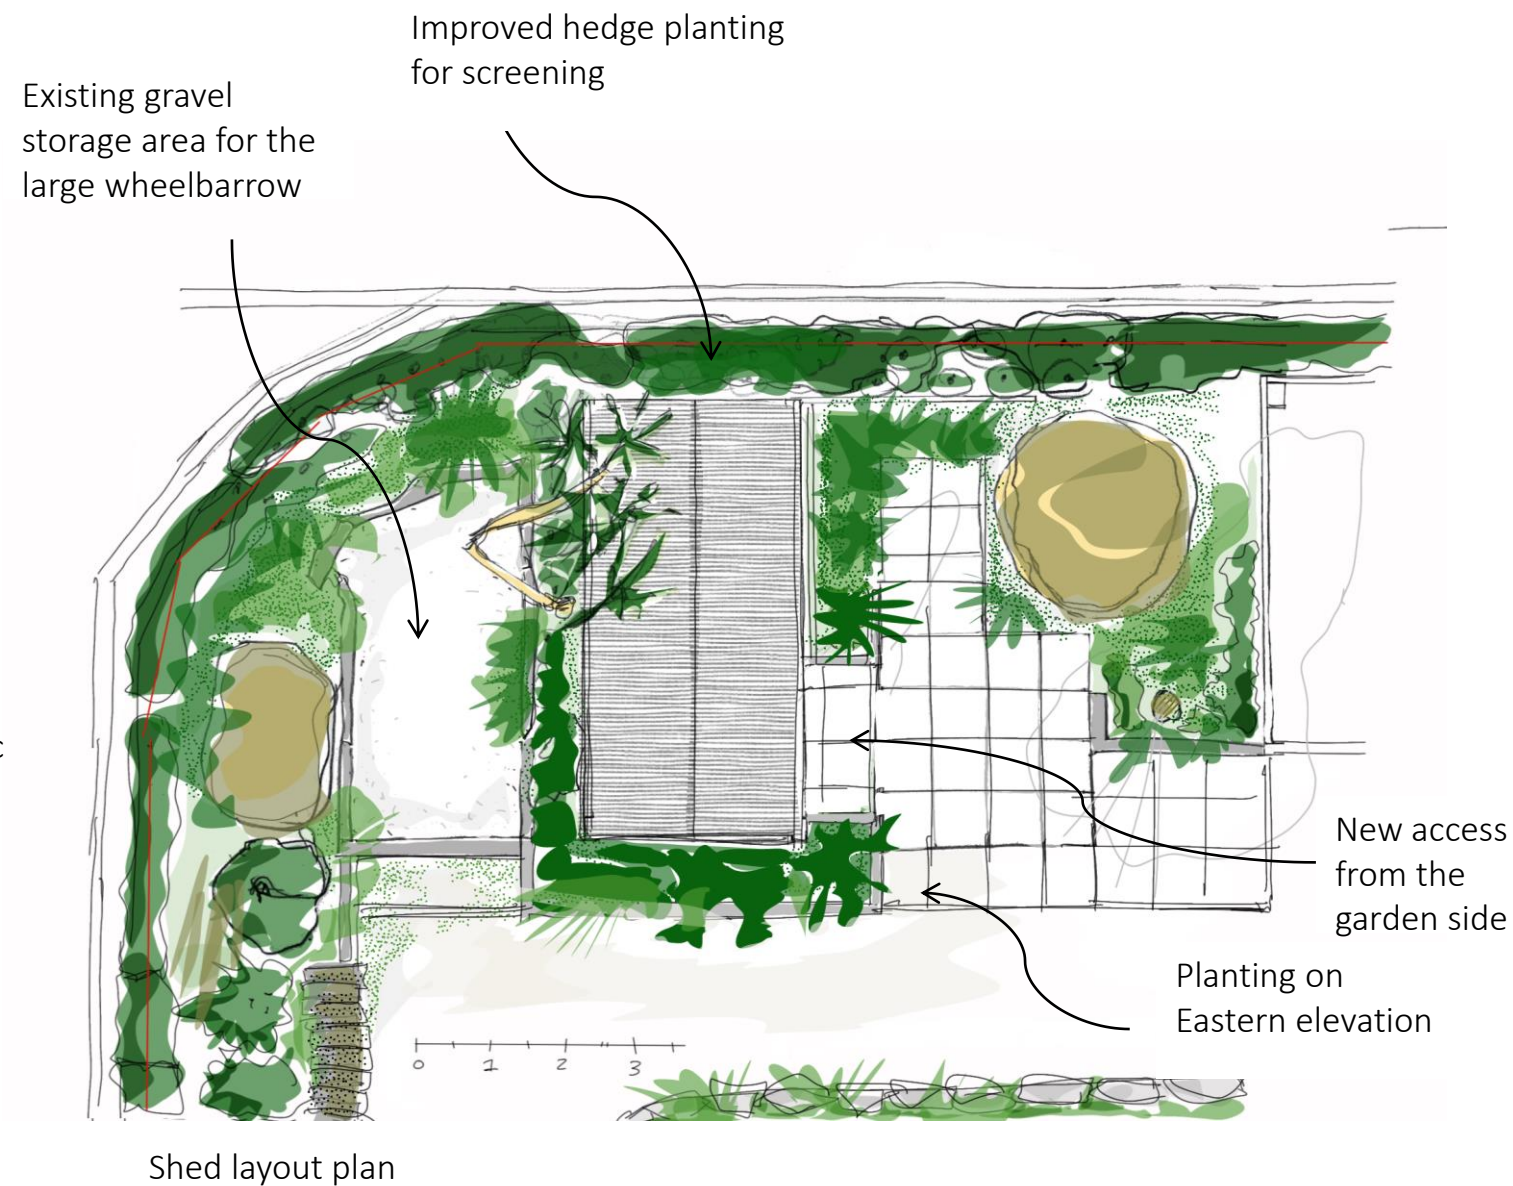 Improved hedge planting
for screening
Existing gravel
storage area for the
large wheelbarrow
New access
from the
garden side
Planting on
Eastern elevation
0 1 2 3
Shed layout plan